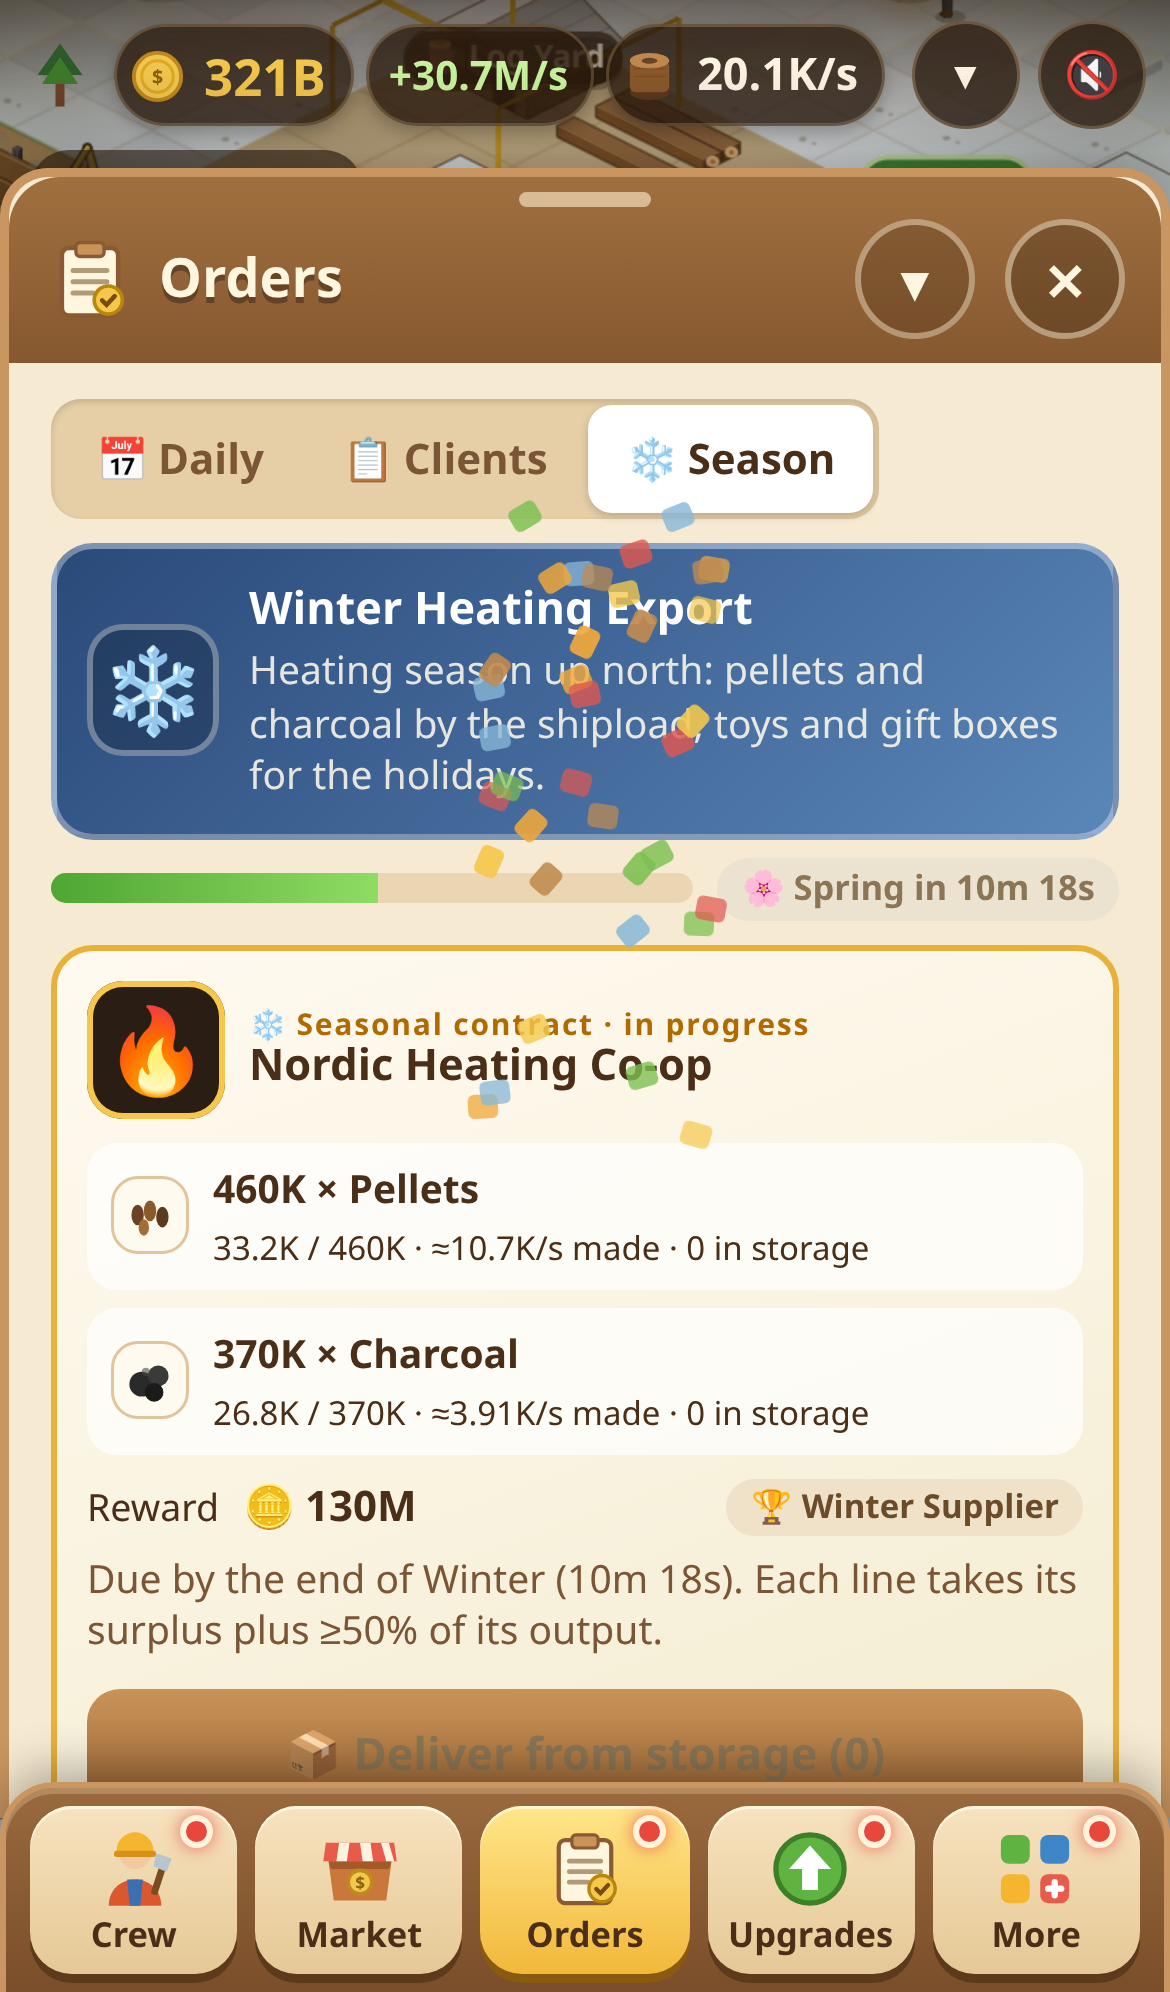 Log Yard
321B
+30.7M/s
20.1K/s
Orders
Daily
Clients
Season
Winter Heating Export
Heating season up north: pellets and
charcoal by the shipload, toys and gift boxes
for the holidays.
Spring in 10m 18s
Seasonal contract · in progress
Nordic Heating Co-op
460K × Pellets
33.2K / 460K · ≈10.7K/s made · 0 in storage
370K × Charcoal
26.8K / 370K · ≈3.91K/s made · 0 in storage
Reward 130M
Winter Supplier
Due by the end of Winter (10m 18s). Each line takes its
surplus plus ≥50% of its output.
Deliver from storage (0)
Crew
Market
Orders
Upgrades
More